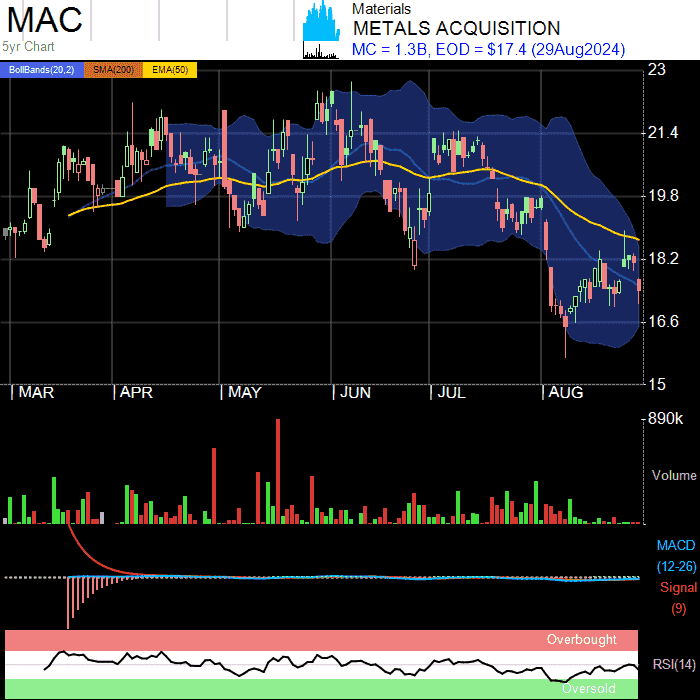 MAC
5yr Chart
Materials
METALS ACQUISITION
MC = 1.3B, EOD = $17.4 (29Aug2024)
BollBands(20,2) SMA(200) EMA(50)
23
21.4
19.8
18.2
16.6
15
MAR APR MAY JUN JUL AUG
890k
Volume
MACD
(12-26)
Signal
(9)
Overbought
RSI(14)
Oversold